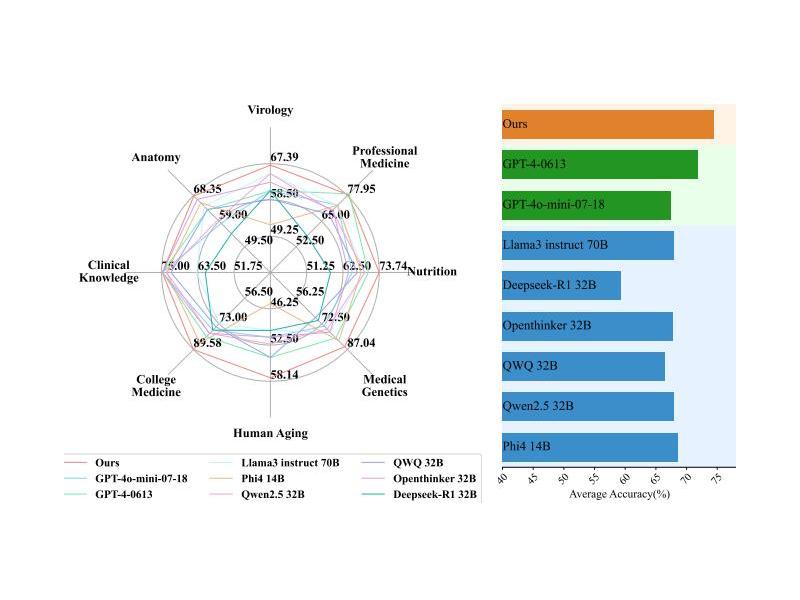 Virology
Professional
Medicine
Anatomy
67.39
68.35
77.95
58.50
59.00
65.00
49.25
49.50
52.50
Clinical
Knowledge
75.00
63.50
51.75
51.25
62.50
73.74
Nutrition
56.50
56.25
46.25
73.00
72.50
52.50
89.58
87.04
58.14
College
Medicine
Medical
Genetics
Human Aging
Ours
Llama3 instruct 70B
QWQ 32B
GPT-4o-mini-07-18
Phi4 14B
Openthinker 32B
GPT-4-0613
Qwen2.5 32B
Deepseek-R1 32B
Ours
GPT-4-0613
GPT-4o-mini-07-18
Llama3 instruct 70B
Deepseek-R1 32B
Openthinker 32B
QWQ 32B
Qwen2.5 32B
Phi4 14B
40
45
50
55
60
65
70
75
Average Accuracy(%)